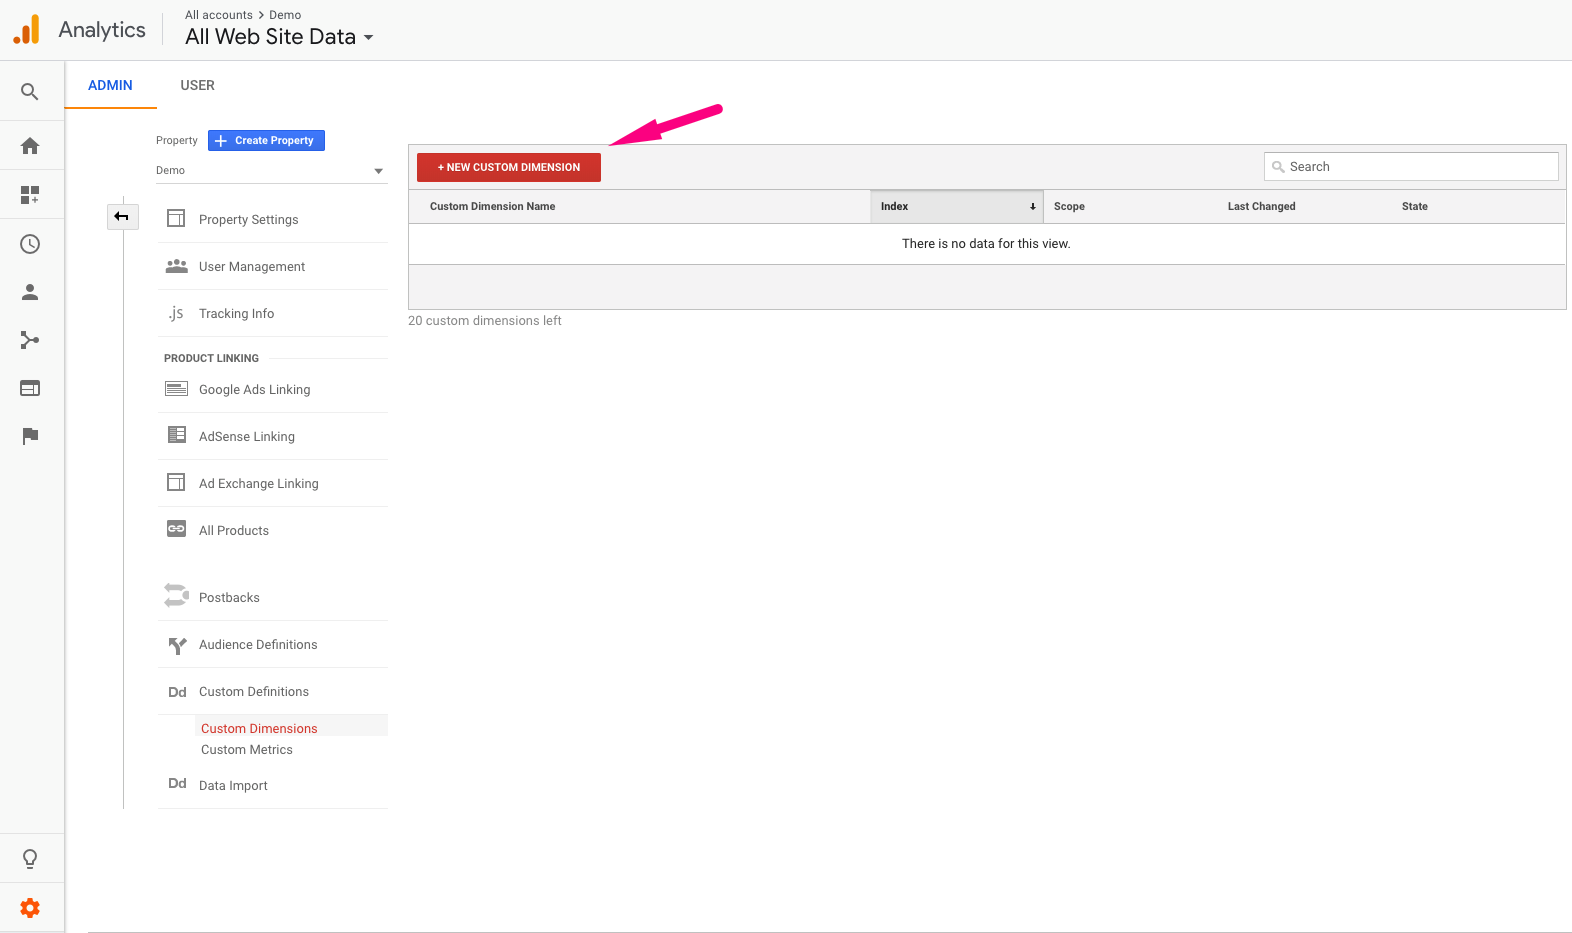 Analytics
All accounts > Demo
All Web Site Data
ADMIN
USER
Property
Create Property
Demo
Property Settings
User Management
.js Tracking Info
PRODUCT LINKING
Google Ads Linking
AdSense Linking
Ad Exchange Linking
All Products
Postbacks
Audience Definitions
Dd Custom Definitions
Custom Dimensions
Custom Metrics
Dd Data Import
+ NEW CUSTOM DIMENSION
Search
Custom Dimension Name Index Scope Last Changed State
There is no data for this view.
20 custom dimensions left